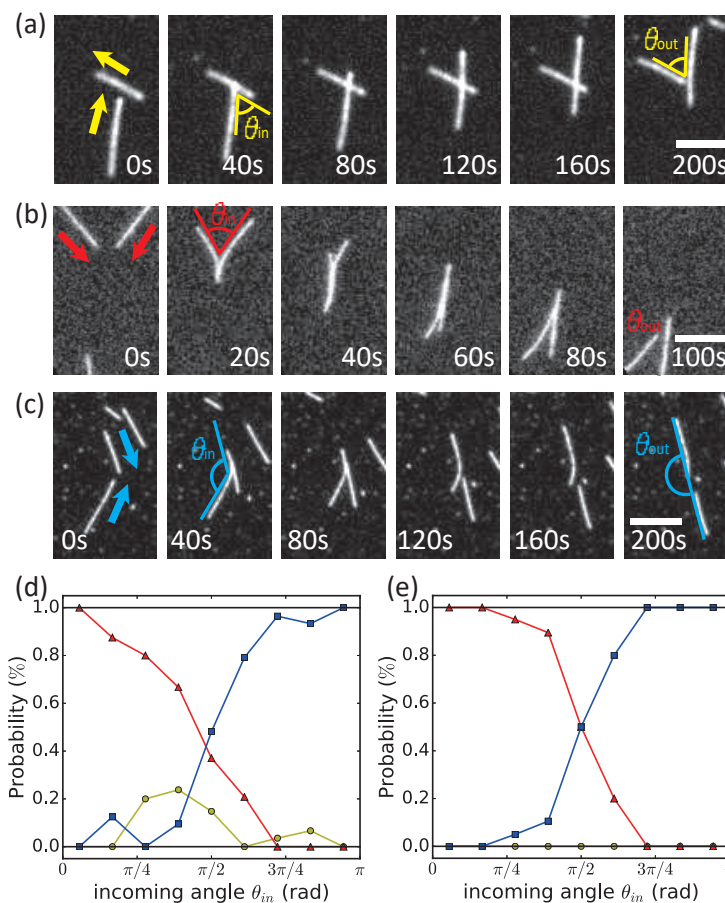 (a)
θout
θin
0s 40s 80s 120s 160s 200s
(b)
θin
θout
0s 20s 40s 60s 80s 100s
(c)
θin
θout
0s 40s 80s 120s 160s 200s
(d)
1.0
0.8
0.6
0.4
0.2
0.0
Probability (%)
0 π/4 π/2 3π/4 π
incoming angle θin (rad)
(e)
1.0
0.8
0.6
0.4
0.2
0.0
Probability (%)
0 π/4 π/2 3π/4 π
incoming angle θin (rad)